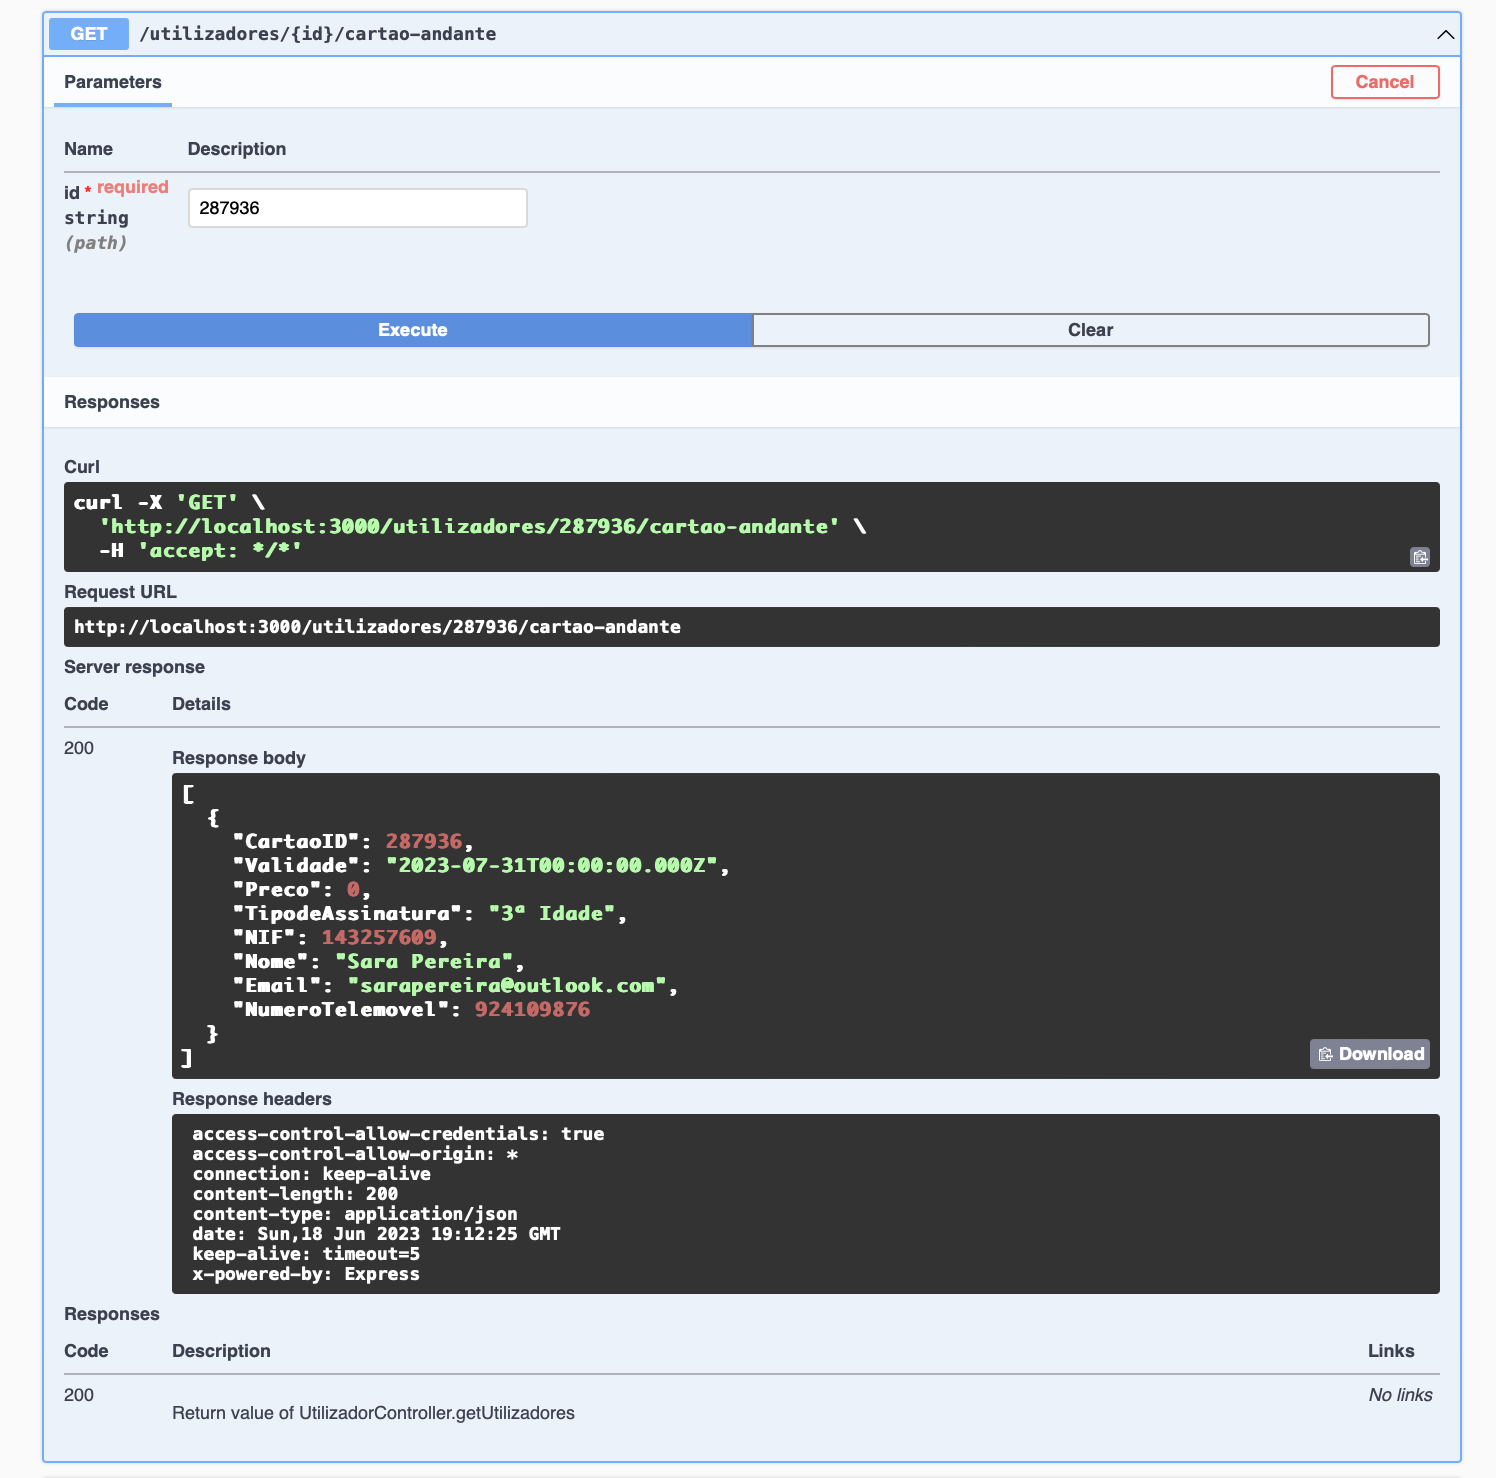 GET /utilizadores/{id}/cartao-andante
Parameters
Cancel
Name Description
id * required
string
(path)
287936
Execute
Clear
Responses
Curl
curl -X 'GET' \
  'http://localhost:3000/utilizadores/287936/cartao-andante' \
  -H 'accept: */*'
Request URL
http://localhost:3000/utilizadores/287936/cartao-andante
Server response
Code Details
200
Response body
[
  {
    "CartaoID": 287936,
    "Validade": "2023-07-31T00:00:00.000Z",
    "Preco": 0,
    "TipodeAssinatura": "3ª Idade",
    "NIF": 143257609,
    "Nome": "Sara Pereira",
    "Email": "sarapereira@outlook.com",
    "NumeroTelemovel": 924109876
  }
]
Download
Response headers
access-control-allow-credentials: true
access-control-allow-origin: *
connection: keep-alive
content-length: 200
content-type: application/json
date: Sun,18 Jun 2023 19:12:25 GMT
keep-alive: timeout=5
x-powered-by: Express
Responses
Code Description Links
200
Return value of UtilizadorController.getUtilizadores
No links